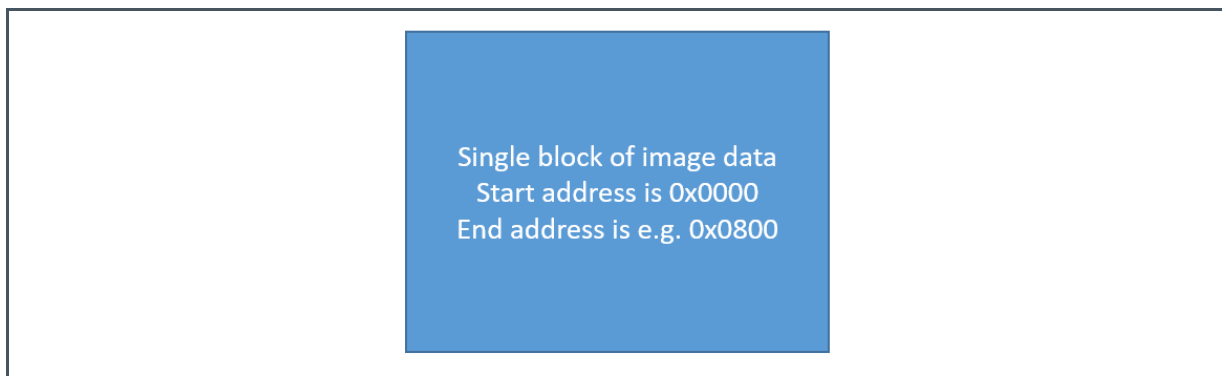 Single block of image data
Start address is 0x0000
End address is e.g. 0x0800